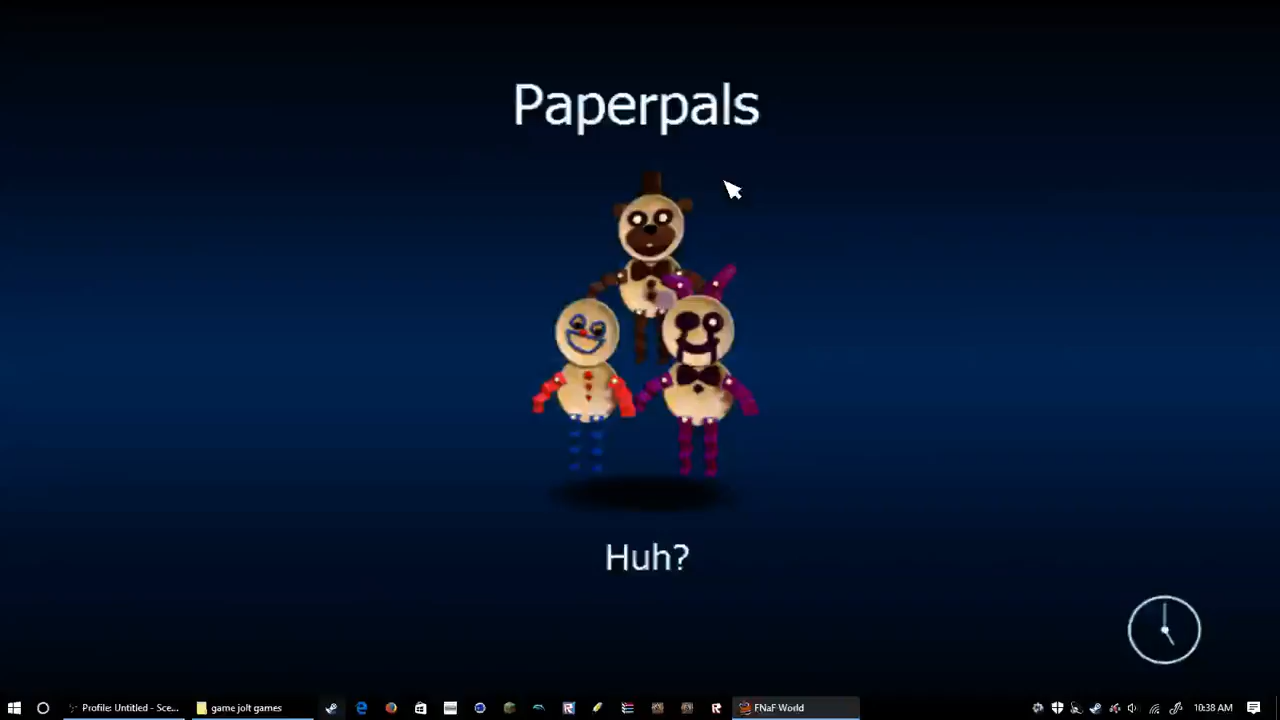 Paperpals
Huh?
Profile: Untitled - Sce...
game jolt games
FNaF World
10:38 AM